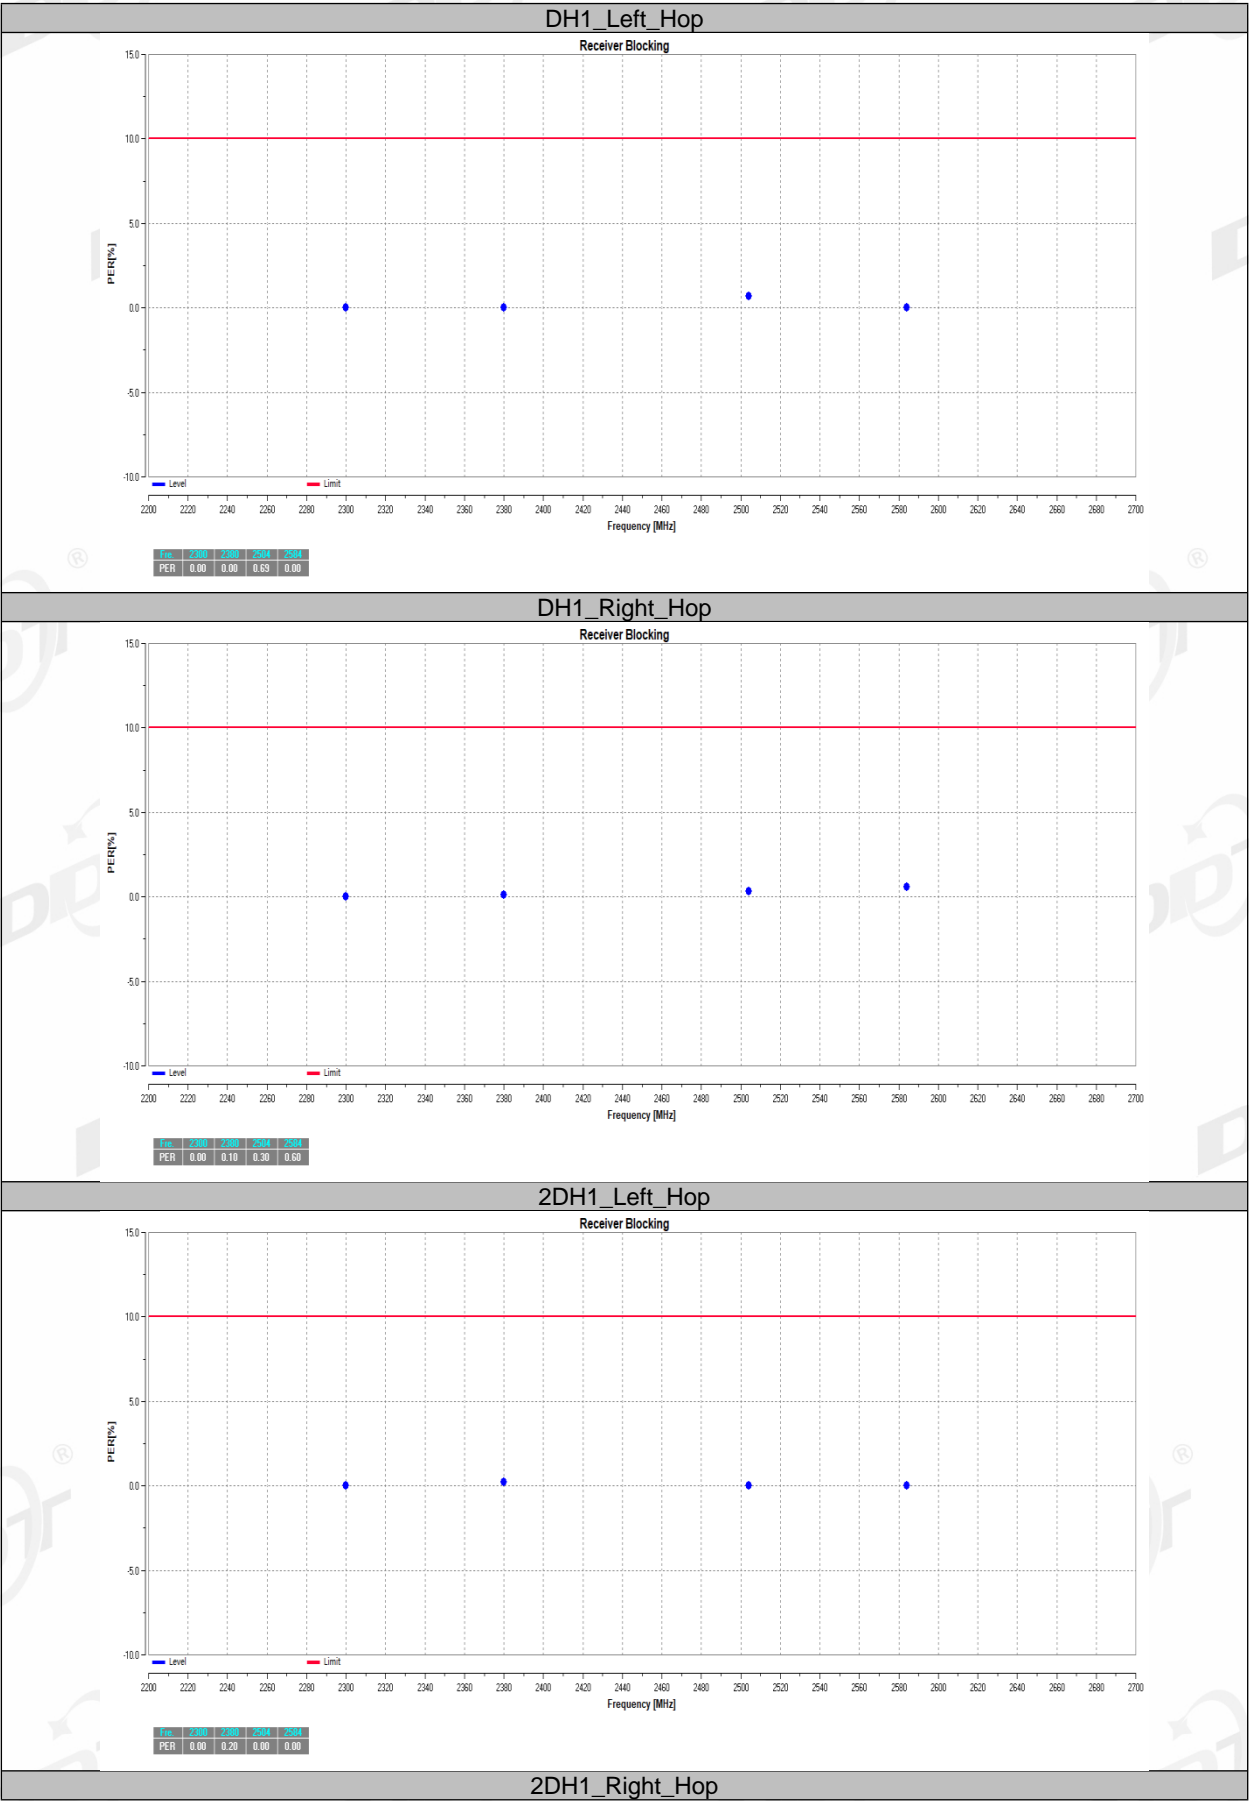 DH1_Left_Hop
Receiver Blocking
15.0
10.0
5.0
0.0
-5.0
-10.0
PER[%]
Level Limit
2200 2220 2240 2260 2280 2300 2320 2340 2360 2380 2400 2420 2440 2460 2480 2500 2520 2540 2560 2580 2600 2620 2640 2660 2680 2700
Frequency [MHz]
Fre. 2300 2380 2504 2584
PER 0.00 0.00 0.69 0.00
DH1_Right_Hop
Receiver Blocking
15.0
10.0
5.0
0.0
-5.0
-10.0
PER[%]
Level Limit
2200 2220 2240 2260 2280 2300 2320 2340 2360 2380 2400 2420 2440 2460 2480 2500 2520 2540 2560 2580 2600 2620 2640 2660 2680 2700
Frequency [MHz]
Fre. 2300 2380 2504 2584
PER 0.00 0.10 0.30 0.60
2DH1_Left_Hop
Receiver Blocking
15.0
10.0
5.0
0.0
-5.0
-10.0
PER[%]
Level Limit
2200 2220 2240 2260 2280 2300 2320 2340 2360 2380 2400 2420 2440 2460 2480 2500 2520 2540 2560 2580 2600 2620 2640 2660 2680 2700
Frequency [MHz]
Fre. 2300 2380 2504 2584
PER 0.00 0.20 0.00 0.00
2DH1_Right_Hop